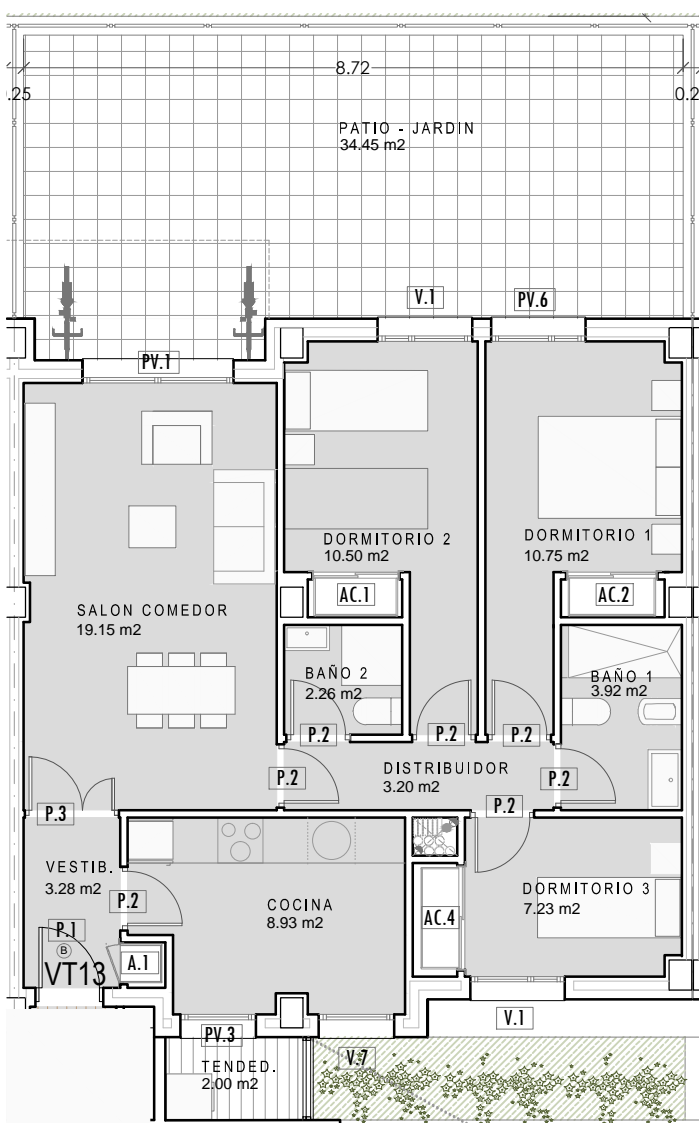 8.72
.25
0.2
PATIO - JARDIN
34.45 m2
V.1
PV.6
PV.1
DORMITORIO 2
10.50 m2
DORMITORIO 1
10.75 m2
AC.1
AC.2
SALON COMEDOR
19.15 m2
BAÑO 2
2.26 m2
BAÑO 1
3.92 m2
P.2
P.2
P.2
P.2
DISTRIBUIDOR
3.20 m2
P.2
P.3
P.2
VESTIB.
3.28 m2
P.2
COCINA
8.93 m2
DORMITORIO 3
7.23 m2
AC.4
P.1
B
VT13
A.1
V.1
PV.3
V.7
TENDED.
2.00 m2